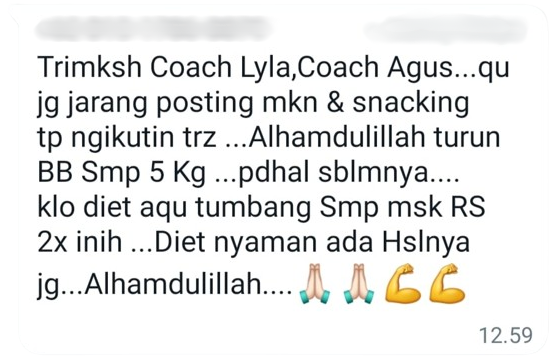 Trimksh Coach Lyla,Coach Agus...qu
jg jarang posting mkn & snacking
tp ngikutin trz ...Alhamdulillah turun
BB Smp 5 Kg ...pdhal sblmnya....
klo diet aqu tumbang Smp msk RS
2x inih ...Diet nyaman ada Hslnya
jg...Alhamdulillah....🙏🏻🙏🏻💪💪
12.59